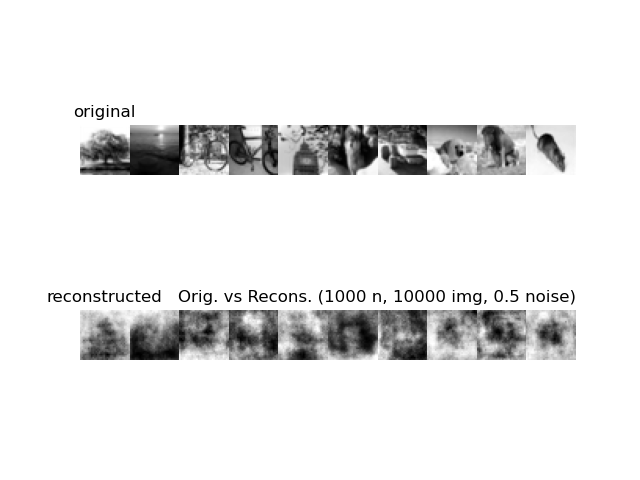 original
reconstructed
Orig. vs Recons. (1000 n, 10000 img, 0.5 noise)